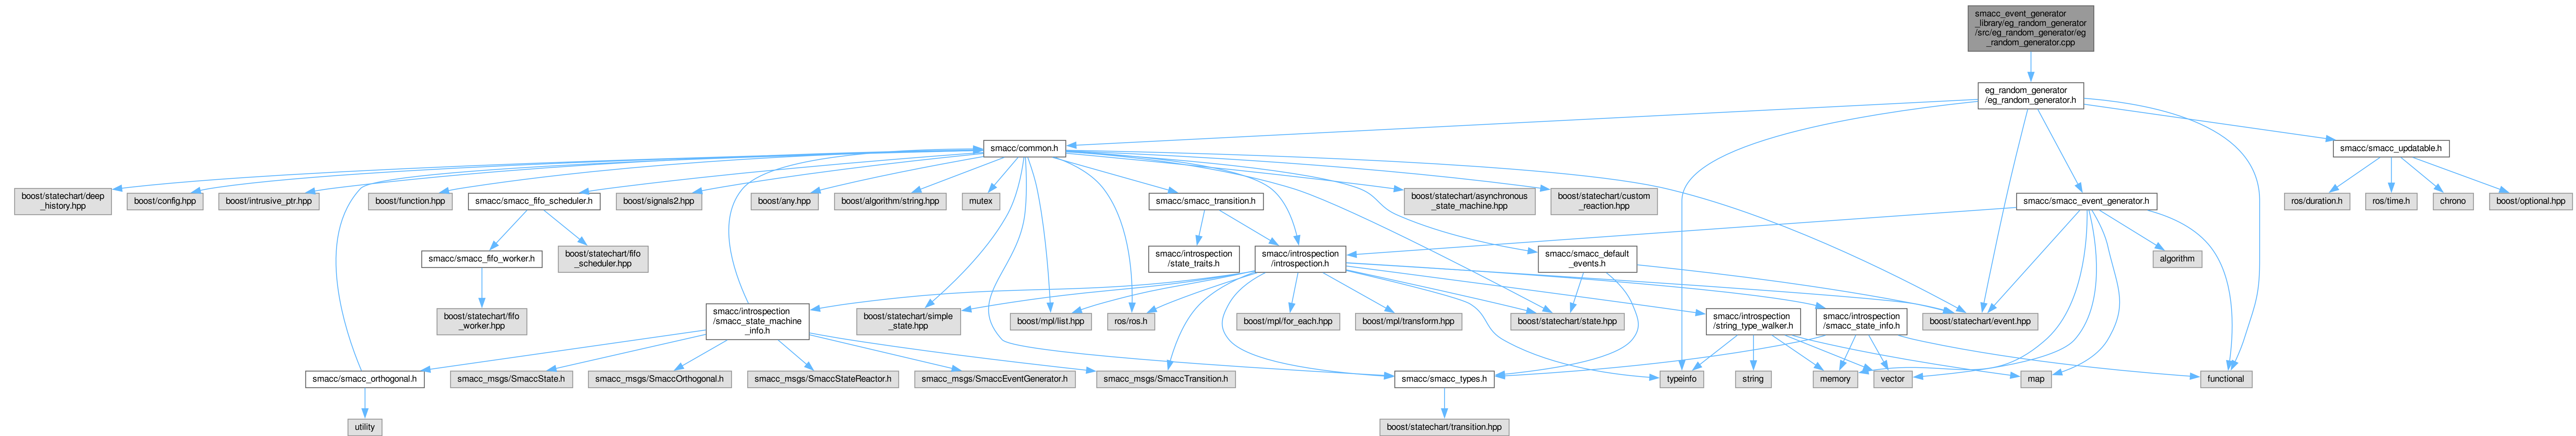 smacc_event_generator
_library/eg_random_generator
/src/eg_random_generator/eg
_random_generator.cpp
eg_random_generator
/eg_random_generator.h
smacc/common.h
smacc/smacc_updatable.h
boost/statechart/deep
_history.hpp
boost/config.hpp
boost/intrusive_ptr.hpp
boost/function.hpp
smacc/smacc_fifo_scheduler.h
boost/signals2.hpp
boost/any.hpp
boost/algorithm/string.hpp
mutex
smacc/smacc_transition.h
boost/statechart/asynchronous
_state_machine.hpp
boost/statechart/custom
_reaction.hpp
smacc/smacc_event_generator.h
ros/duration.h
ros/time.h
chrono
boost/optional.hpp
smacc/smacc_fifo_worker.h
boost/statechart/fifo
_scheduler.hpp
smacc/introspection
/state_traits.h
smacc/introspection
/introspection.h
smacc/smacc_default
_events.h
algorithm
boost/statechart/fifo
_worker.hpp
smacc/introspection
/smacc_state_machine
_info.h
boost/statechart/simple
_state.hpp
boost/mpl/list.hpp
ros/ros.h
boost/mpl/for_each.hpp
boost/mpl/transform.hpp
boost/statechart/state.hpp
smacc/introspection
/string_type_walker.h
smacc/introspection
/smacc_state_info.h
boost/statechart/event.hpp
smacc/smacc_orthogonal.h
smacc_msgs/SmaccState.h
smacc_msgs/SmaccOrthogonal.h
smacc_msgs/SmaccStateReactor.h
smacc_msgs/SmaccEventGenerator.h
smacc_msgs/SmaccTransition.h
smacc/smacc_types.h
typeinfo
string
memory
vector
map
functional
utility
boost/statechart/transition.hpp